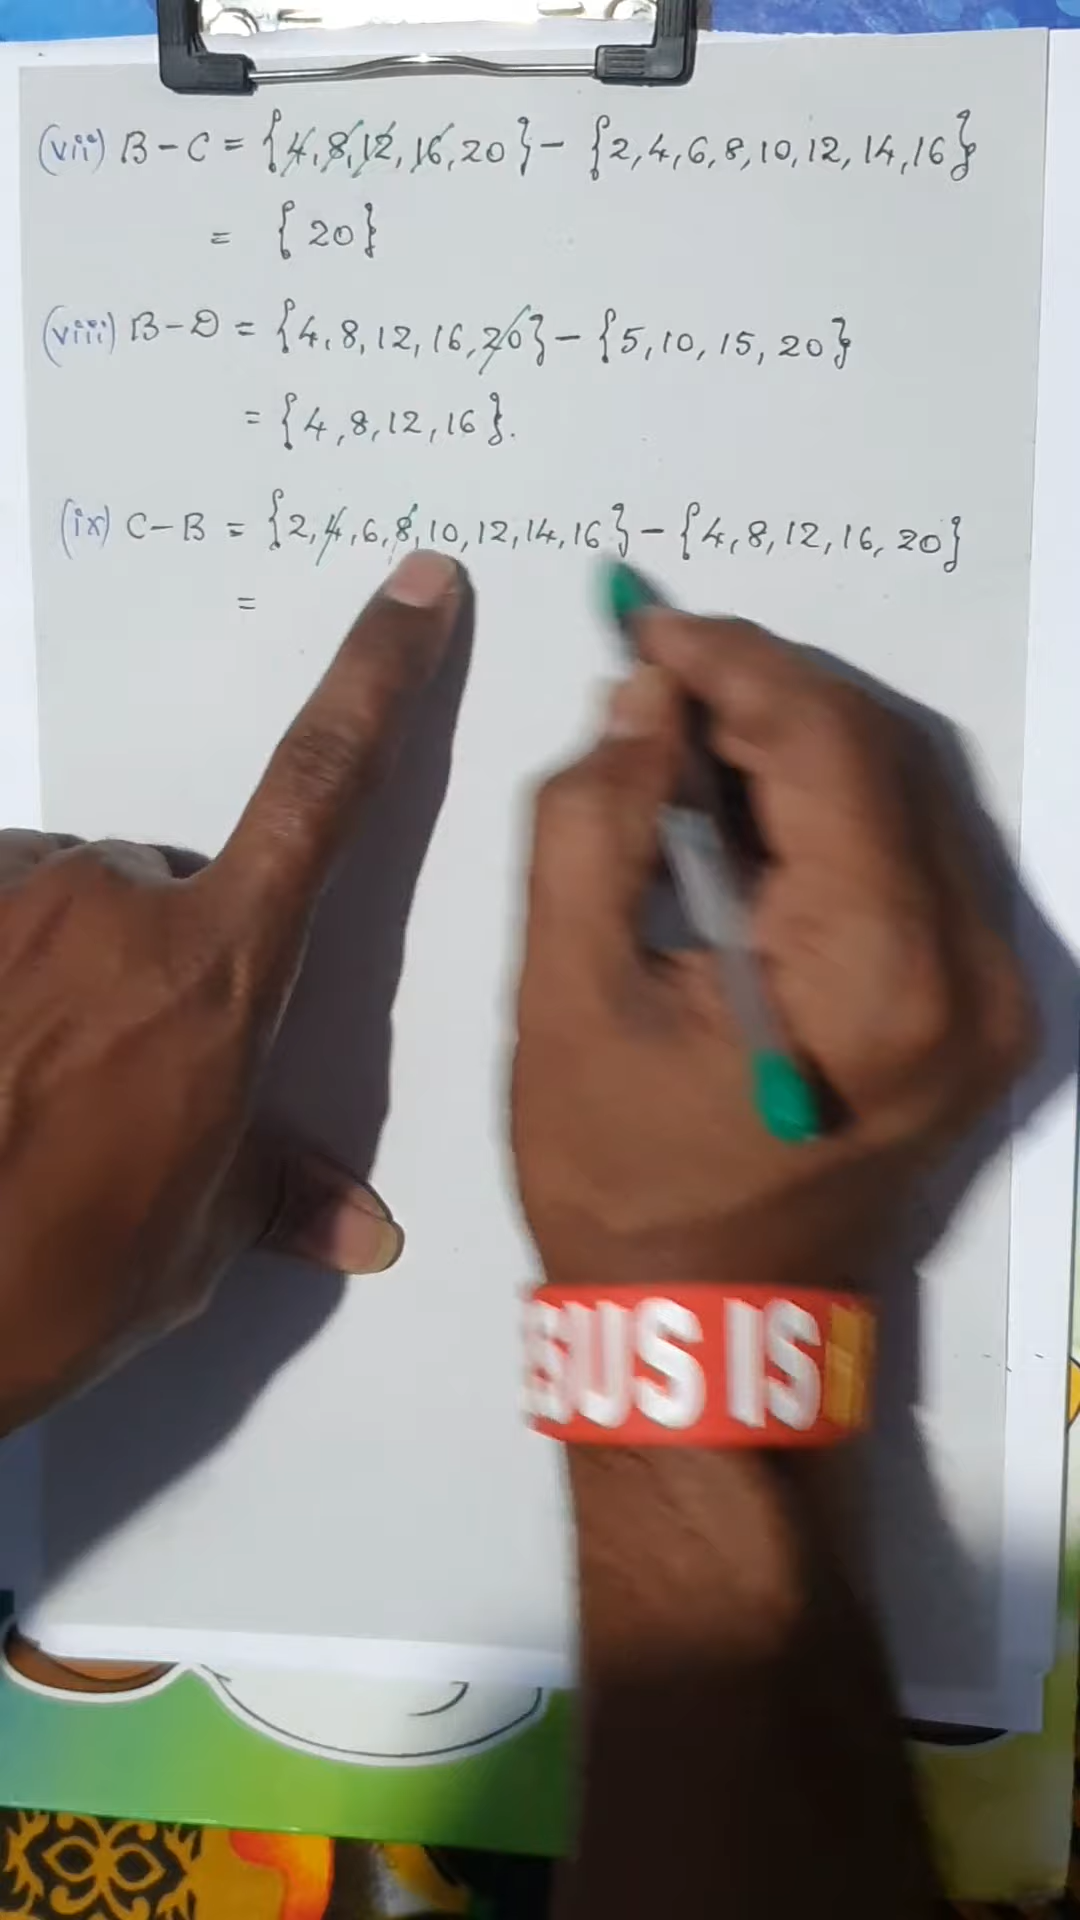 (vii) B - C = {4, 8, 12, 16, 20} - {2, 4, 6, 8, 10, 12, 14, 16}
= {20}
(viii) B - D = {4, 8, 12, 16, 20} - {5, 10, 15, 20}
= {4, 8, 12, 16}.
(ix) C - B = {2, 4, 6, 8, 10, 12, 14, 16} - {4, 8, 12, 16, 20}
=
SUS IS